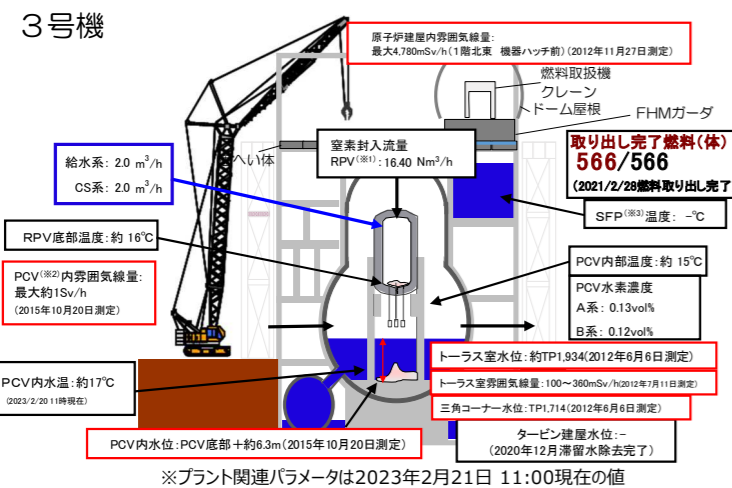 3号機
原子炉建屋内雰囲気線量:
最大4,780mSv/h(1階北東 機器ハッチ前)(2012年11月27日測定)
燃料取扱機
クレーン
ドーム屋根
FHMガーダ
へい体
窒素封入流量
RPV(※1):16.40 Nm³/h
取り出し完了燃料(体)
566/566
(2021/2/28燃料取り出し完了
給水系: 2.0 m³/h
CS系: 2.0 m³/h
SFP(※3)温度: -℃
RPV底部温度:約 16℃
PCV内部温度:約 15℃
PCV(※2)内雰囲気線量:
最大約1Sv/h
(2015年10月20日測定)
PCV水素濃度
A系: 0.13vol%
B系: 0.12vol%
トーラス室水位:約TP1,934(2012年6月6日測定)
トーラス室雰囲気線量:100~360mSv/h(2012年7月11日測定)
三角コーナー水位:TP1,714(2012年6月6日測定)
PCV内水温:約17℃
(2023/2/20 11時現在)
PCV内水位:PCV底部+約6.3m(2015年10月20日測定)
タービン建屋水位:-
(2020年12月滞留水除去完了)
※プラント関連パラメータは2023年2月21日 11:00現在の値